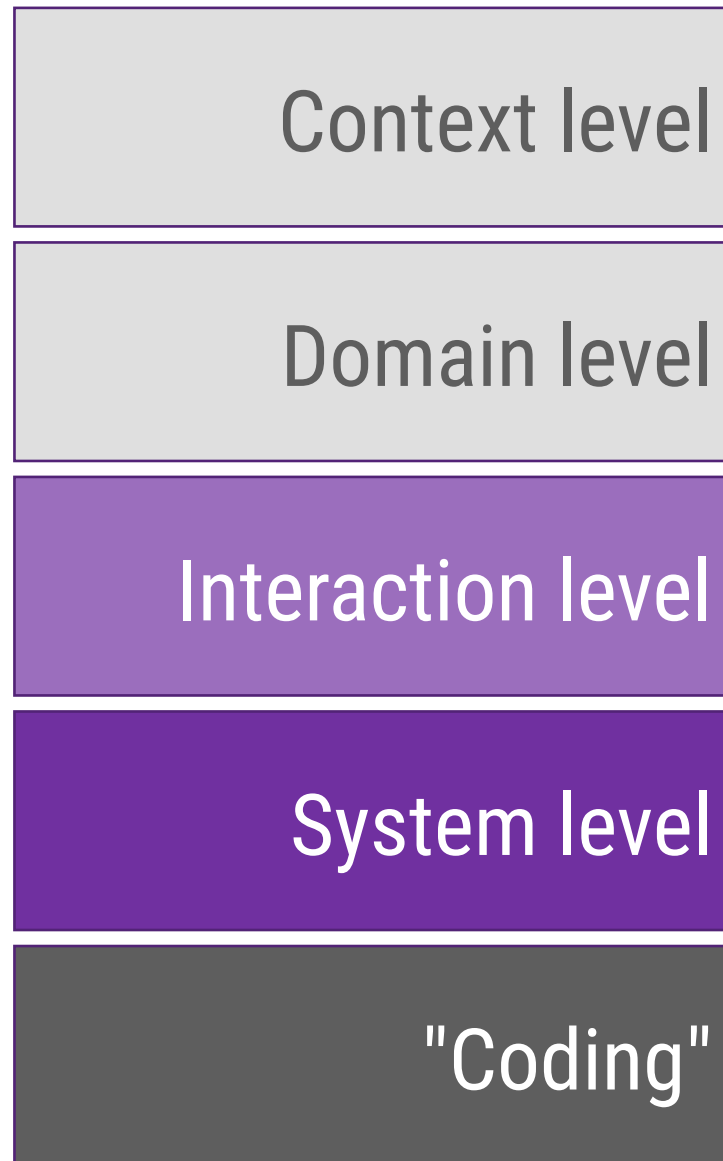 Context level
Domain level
Interaction level
System level
"Coding"